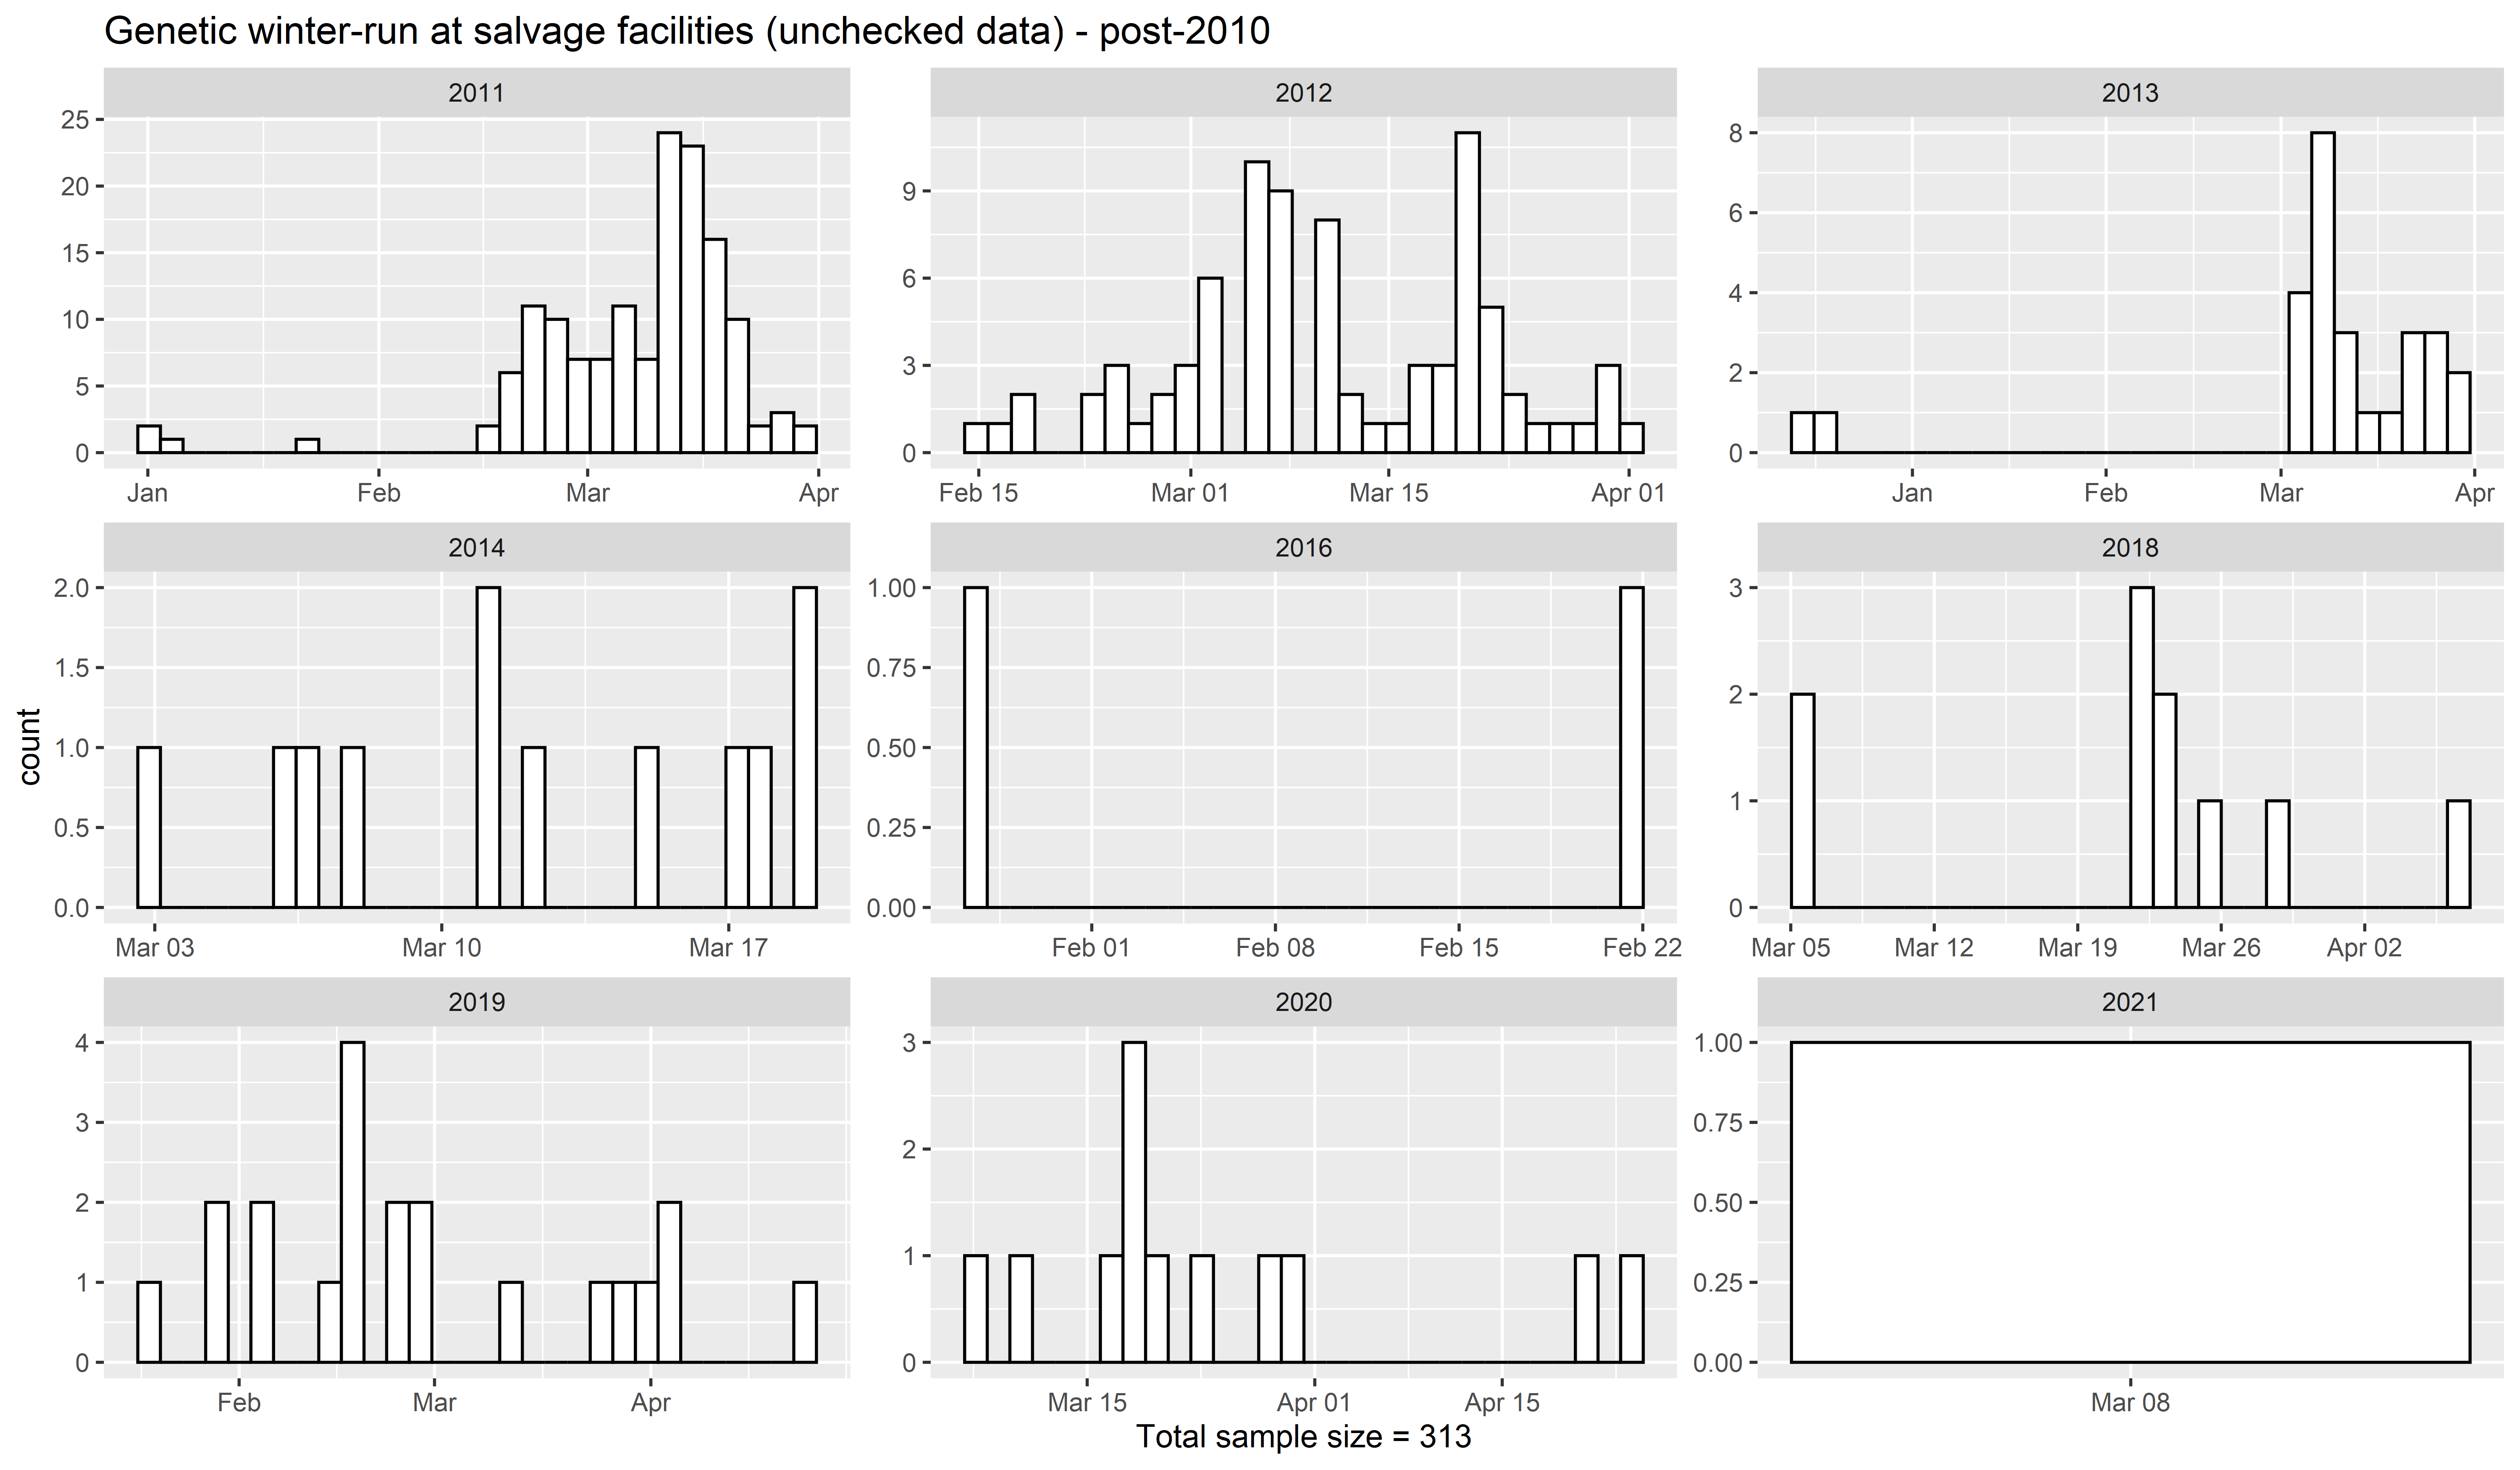 Genetic winter-run at salvage facilities (unchecked data) - post-2010
2011
2012
2013
25
20
15
10
5
0
Jan
Feb
Mar
Apr
9
6
3
0
Feb 15
Mar 01
Mar 15
Apr 01
8
6
4
2
0
Jan
Feb
Mar
Apr
2014
2016
2018
2.0
1.5
1.0
0.5
0.0
Mar 03
Mar 10
Mar 17
1.00
0.75
0.50
0.25
0.00
Feb 01
Feb 08
Feb 15
Feb 22
3
2
1
0
Mar 05
Mar 12
Mar 19
Mar 26
Apr 02
count
2019
2020
2021
4
3
2
1
0
Feb
Mar
Apr
3
2
1
0
Mar 15
Apr 01
Apr 15
1.00
0.75
0.50
0.25
0.00
Mar 08
Total sample size = 313